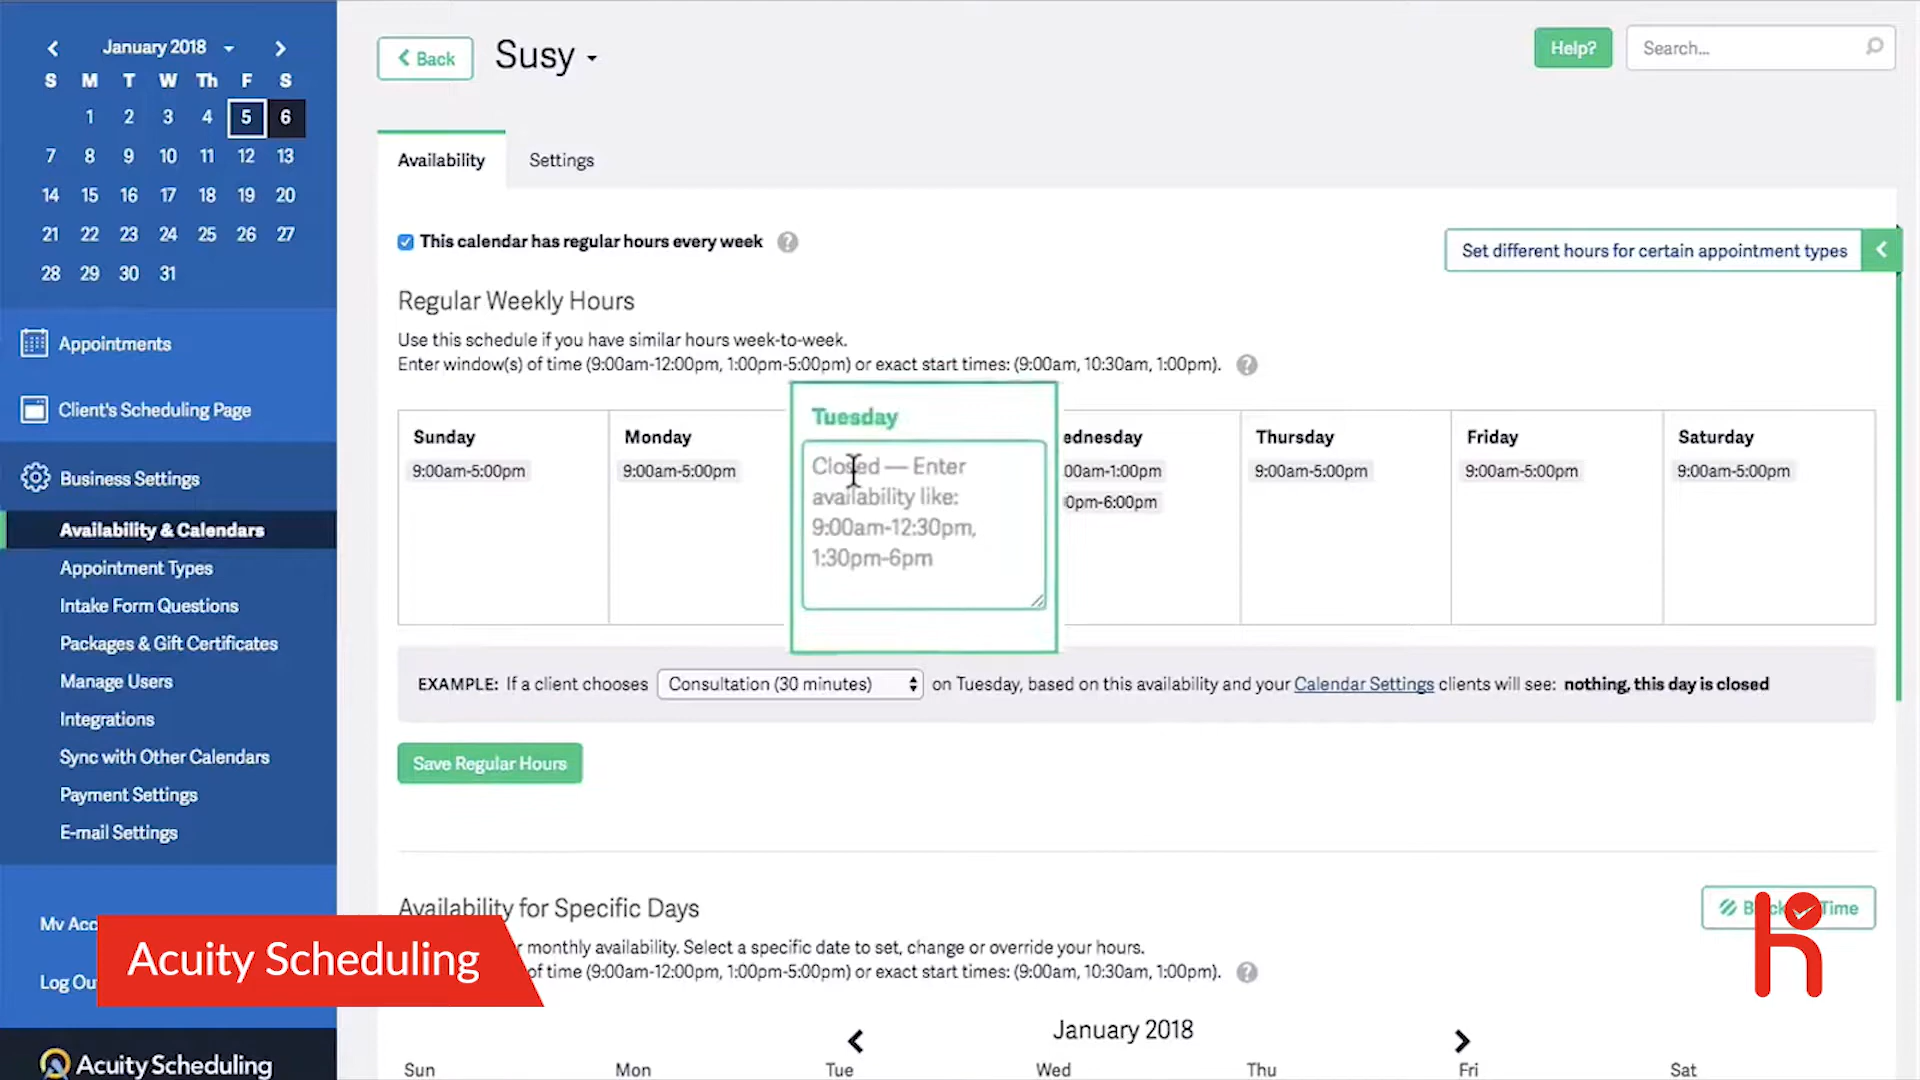 January 2018
S M T W Th F S
1 2 3 4 5 6
7 8 9 10 11 12 13
14 15 16 17 18 19 20
21 22 23 24 25 26 27
28 29 30 31
Appointments
Client's Scheduling Page
Business Settings
Availability & Calendars
Appointment Types
Intake Form Questions
Packages & Gift Certificates
Manage Users
Integrations
Sync with Other Calendars
Payment Settings
E-mail Settings
My Acc
Log Ou
Acuity Scheduling
Back
Susy
Help?
Search...
Availability
Settings
This calendar has regular hours every week ?
Set different hours for certain appointment types
Regular Weekly Hours
Use this schedule if you have similar hours week-to-week.
Enter window(s) of time (9:00am-12:00pm, 1:00pm-5:00pm) or exact start times: (9:00am, 10:30am, 1:00pm). ?
Sunday
9:00am-5:00pm
Monday
9:00am-5:00pm
Tuesday
Closed — Enter
availability like:
9:00am-12:30pm,
1:30pm-6pm
ednesday
00am-1:00pm
0pm-6:00pm
Thursday
9:00am-5:00pm
Friday
9:00am-5:00pm
Saturday
9:00am-5:00pm
EXAMPLE: If a client chooses Consultation (30 minutes) on Tuesday, based on this availability and your Calendar Settings clients will see: nothing, this day is closed
Save Regular Hours
Availability for Specific Days
Time
r monthly availability. Select a specific date to set, change or override your hours.
of time (9:00am-12:00pm, 1:00pm-5:00pm) or exact start times: (9:00am, 10:30am, 1:00pm). ?
January 2018
Sun Mon Tue Wed Thu Fri Sat
Acuity Scheduling
h